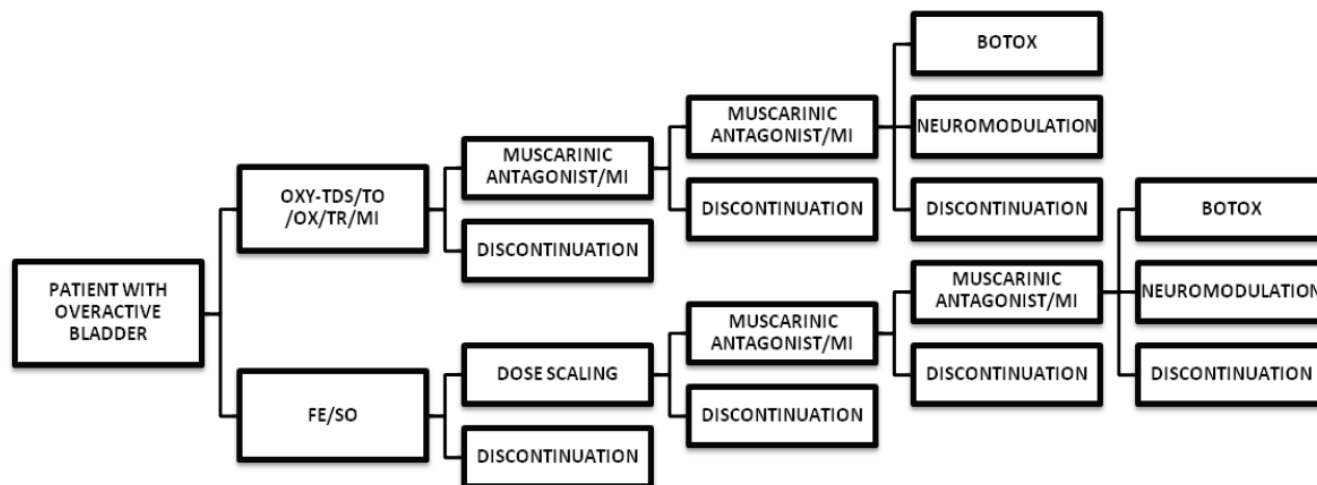 PATIENT WITH
OVERACTIVE
BLADDER
OXY-TDS/TO
/OX/TR/MI
MUSCARINIC
ANTAGONIST/MI
MUSCARINIC
ANTAGONIST/MI
BOTOX
NEUROMODULATION
DISCONTINUATION
DISCONTINUATION
DISCONTINUATION
FE/SO
DOSE SCALING
MUSCARINIC
ANTAGONIST/MI
MUSCARINIC
ANTAGONIST/MI
BOTOX
NEUROMODULATION
DISCONTINUATION
DISCONTINUATION
DISCONTINUATION
DISCONTINUATION